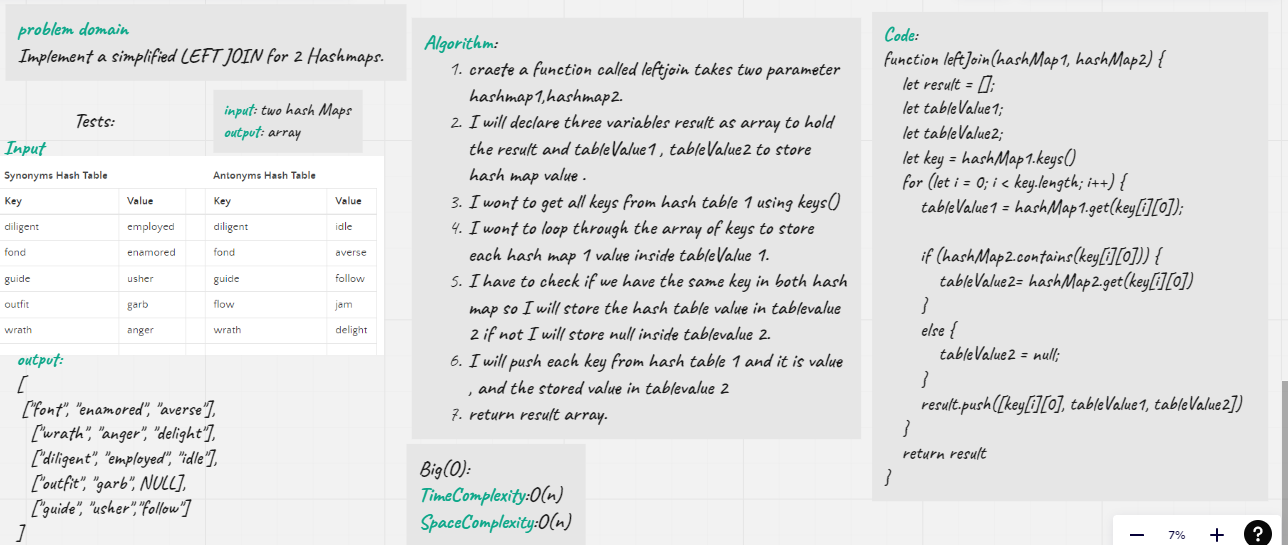 problem domain
Implement a simplified LEFT JOIN for 2 Hashmaps.
Tests:
input: two hash Maps
output: array
Input
Synonyms Hash Table Antonyms Hash Table
Key Value Key Value
diligent employed diligent idle
fond enamored fond averse
guide usher guide follow
outfit garb flow jam
wrath anger wrath delight
output:
[
["font", "enamored", "averse"],
["wrath", "anger", "delight"],
["diligent", "employed", "idle"],
["outfit", "garb", NULL],
["guide", "usher","follow"]
]
Algorithm:
1. craete a function called leftjoin takes two parameter
hashmap1,hashmap2.
2. I will declare three variables result as array to hold
the result and tableValue1 , tableValue2 to store
hash map value .
3. I wont to get all keys from hash table 1 using keys()
4. I wont to loop through the array of keys to store
each hash map 1 value inside tableValue 1.
5. I have to check if we have the same key in both hash
map so I will store the hash table value in tablevalue
2 if not I will store null inside tablevalue 2.
6. I will push each key from hash table 1 and it is value
, and the stored value in tablevalue 2
7. return result array.
Big(O):
TimeComplexity:O(n)
SpaceComplexity:O(n)
Code:
function leftJoin(hashMap1, hashMap2) {
let result = [];
let tableValue1;
let tableValue2;
let key = hashMap1.keys()
for (let i = 0; i < key.length; i++) {
tableValue1 = hashMap1.get(key[i][0]);
if (hashMap2.contains(key[i][0])) {
tableValue2= hashMap2.get(key[i][0])
}
else {
tableValue2 = null;
}
result.push([key[i][0], tableValue1, tableValue2])
}
return result
}
− 7% + ?